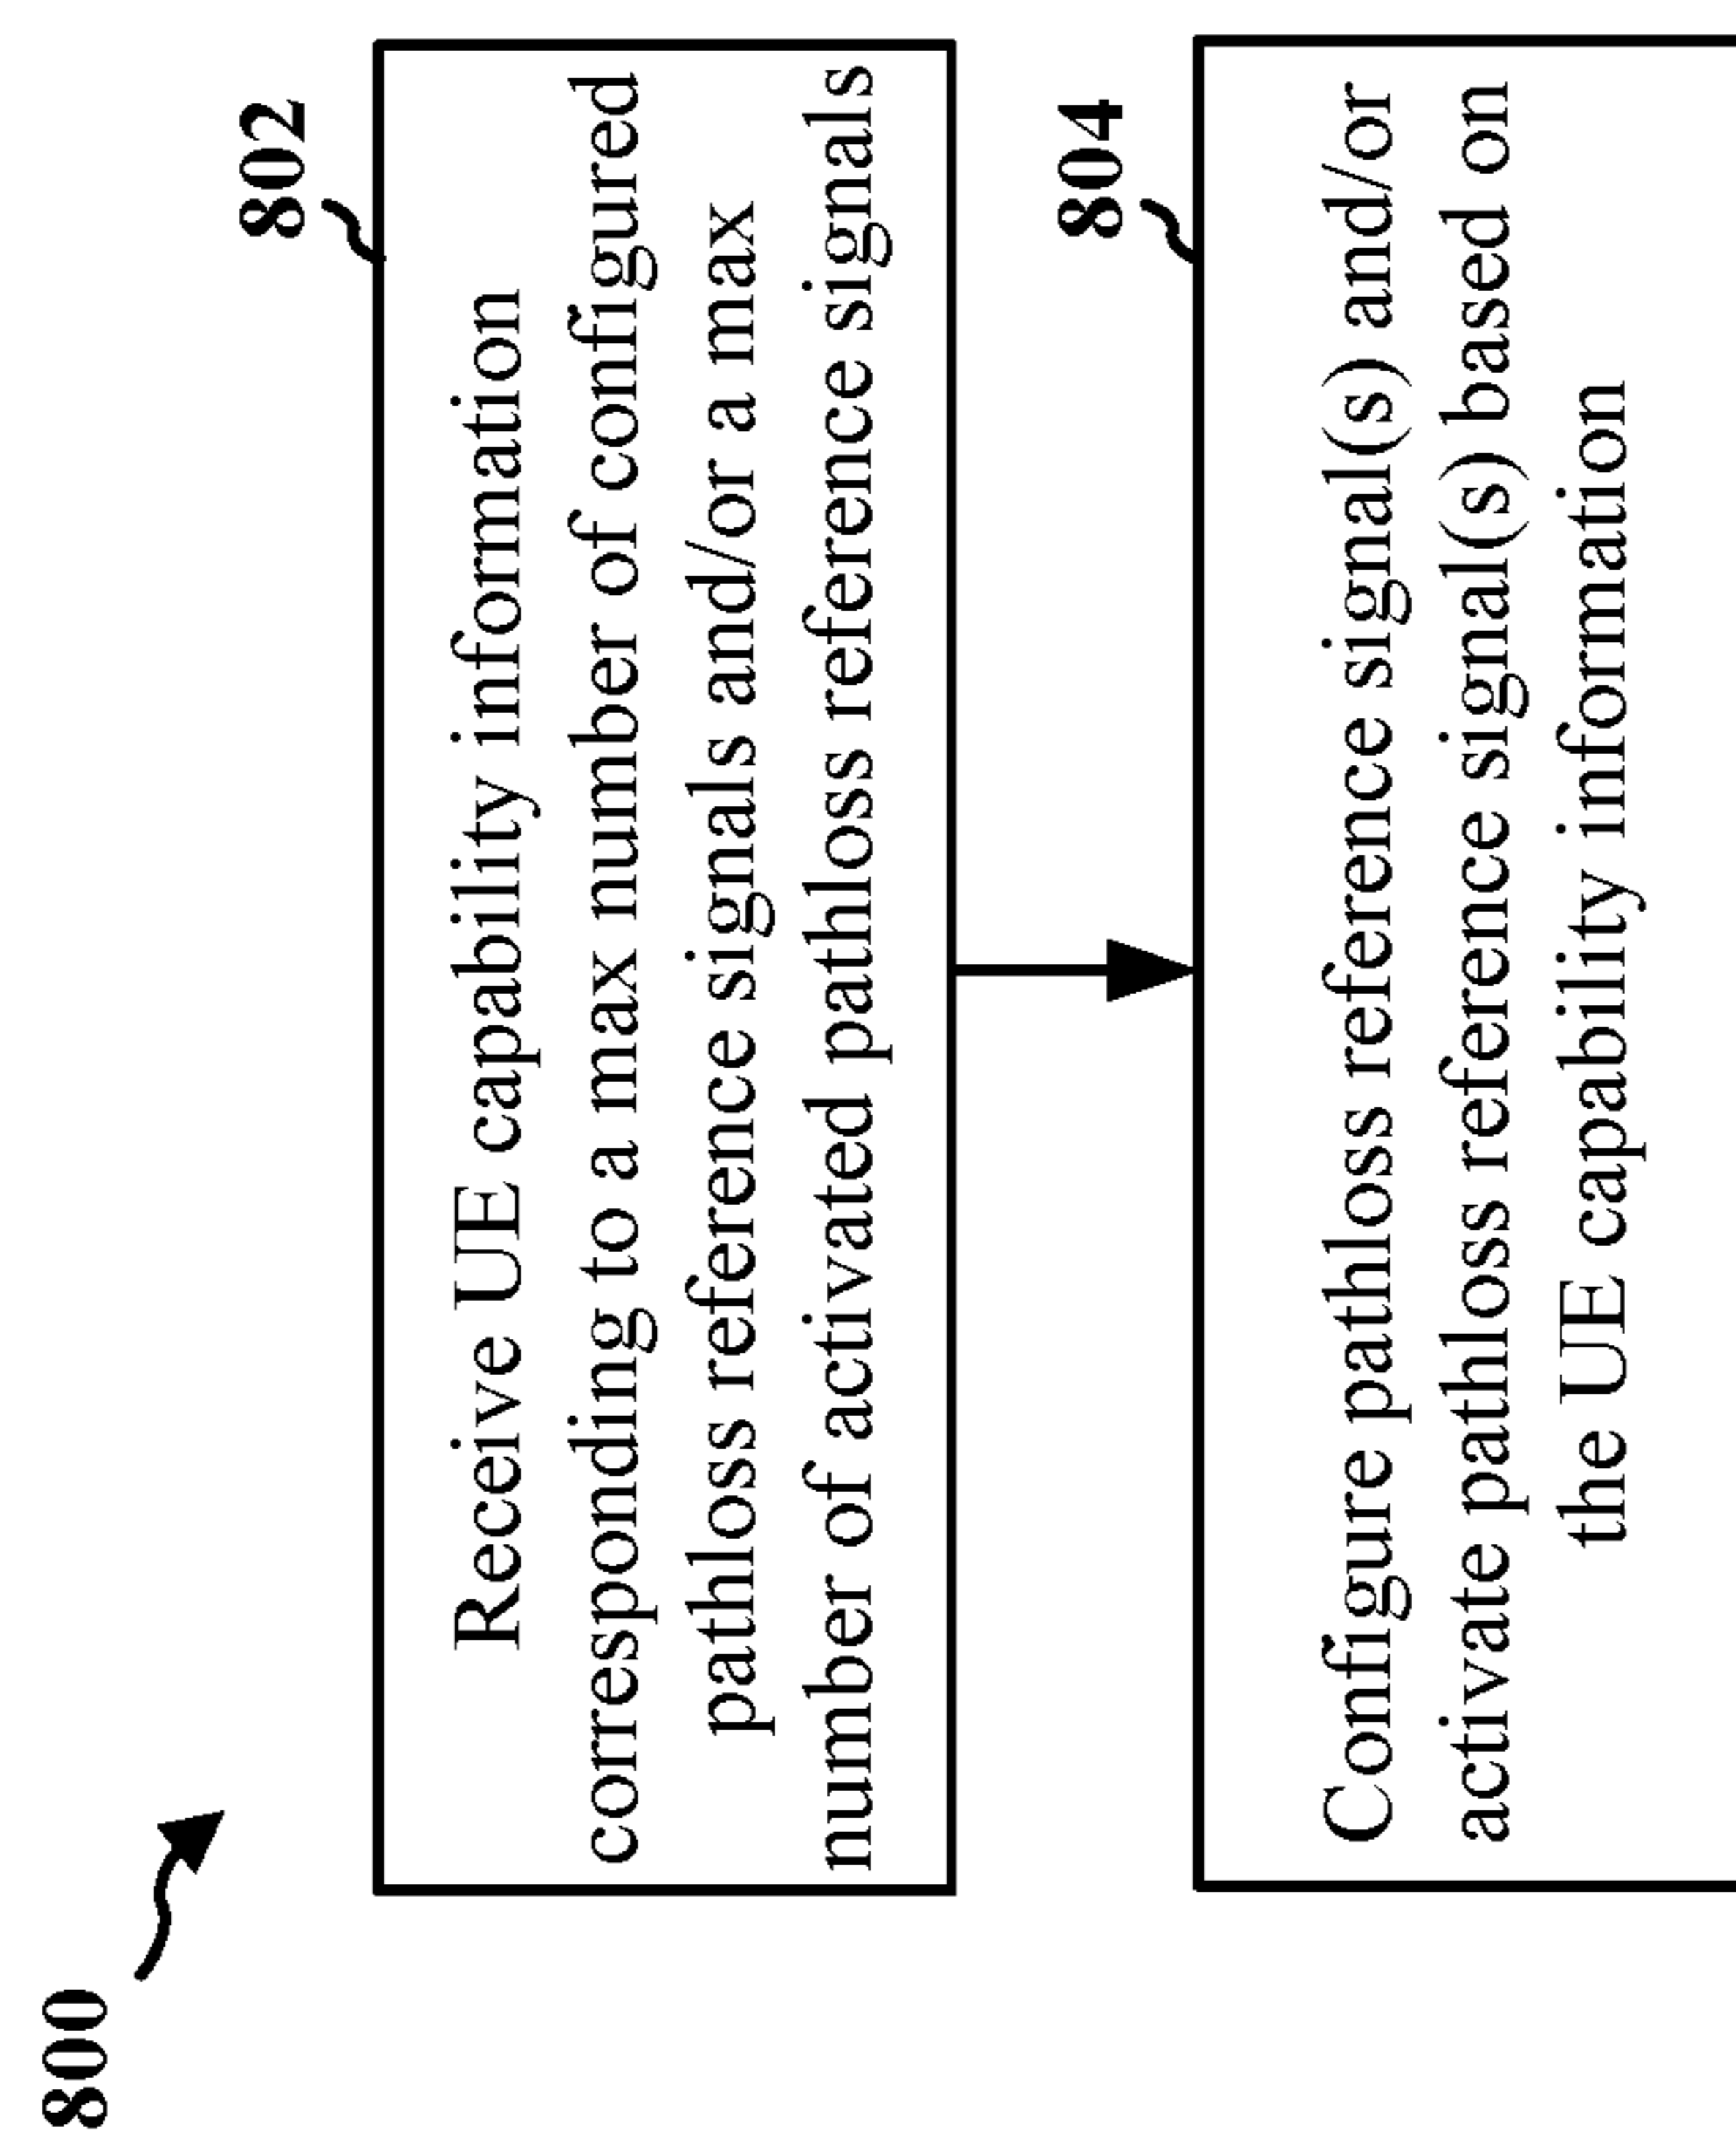 800
802
Receive UE capability information
corresponding to a max number of configured
pathloss reference signals and/or a max
number of activated pathloss reference signals
804
Configure pathloss reference signal(s) and/or
activate pathloss reference signal(s) based on
the UE capability information